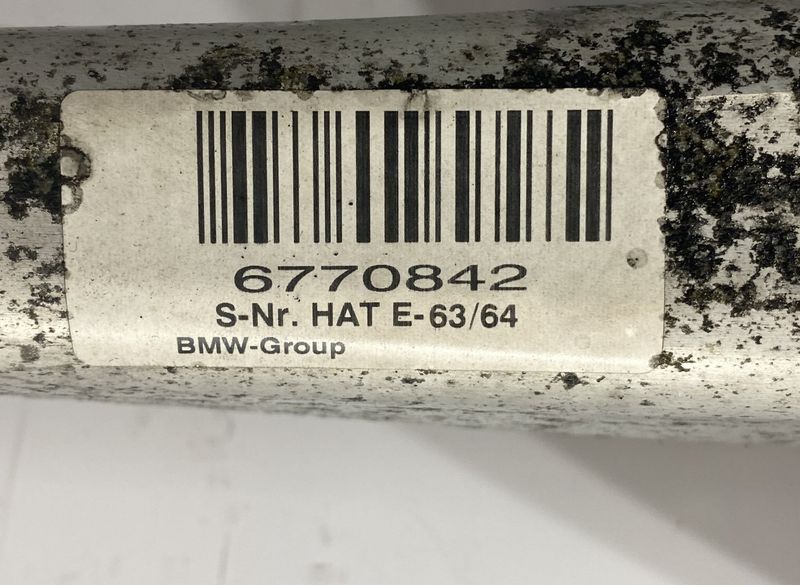 6770842
S-Nr. HAT E-63/64
BMW-Group